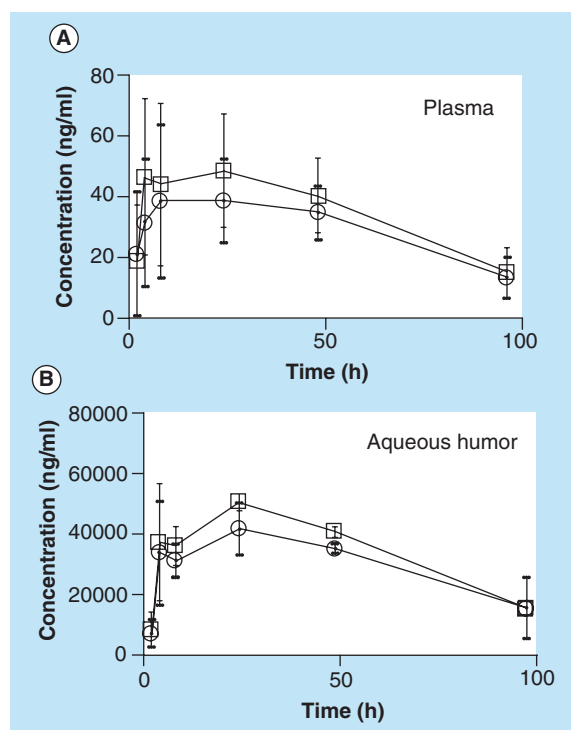 A
80
Plasma
60
40
20
0
0 50 100
Time (h)
Concentration (ng/ml)
B
80000
Aqueous humor
60000
40000
20000
0
0 50 100
Time (h)
Concentration (ng/ml)